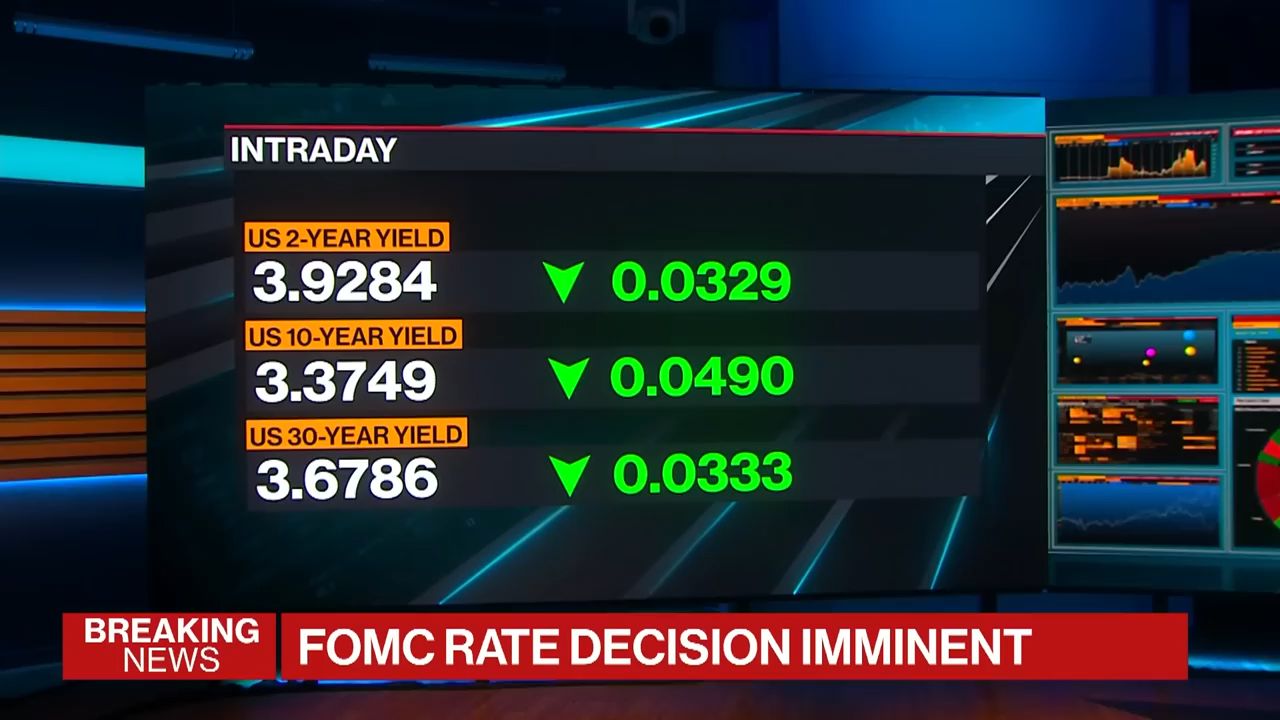 INTRADAY
US 2-YEAR YIELD
3.9284 ▼ 0.0329
US 10-YEAR YIELD
3.3749 ▼ 0.0490
US 30-YEAR YIELD
3.6786 ▼ 0.0333
BREAKING
NEWS
FOMC RATE DECISION IMMINENT